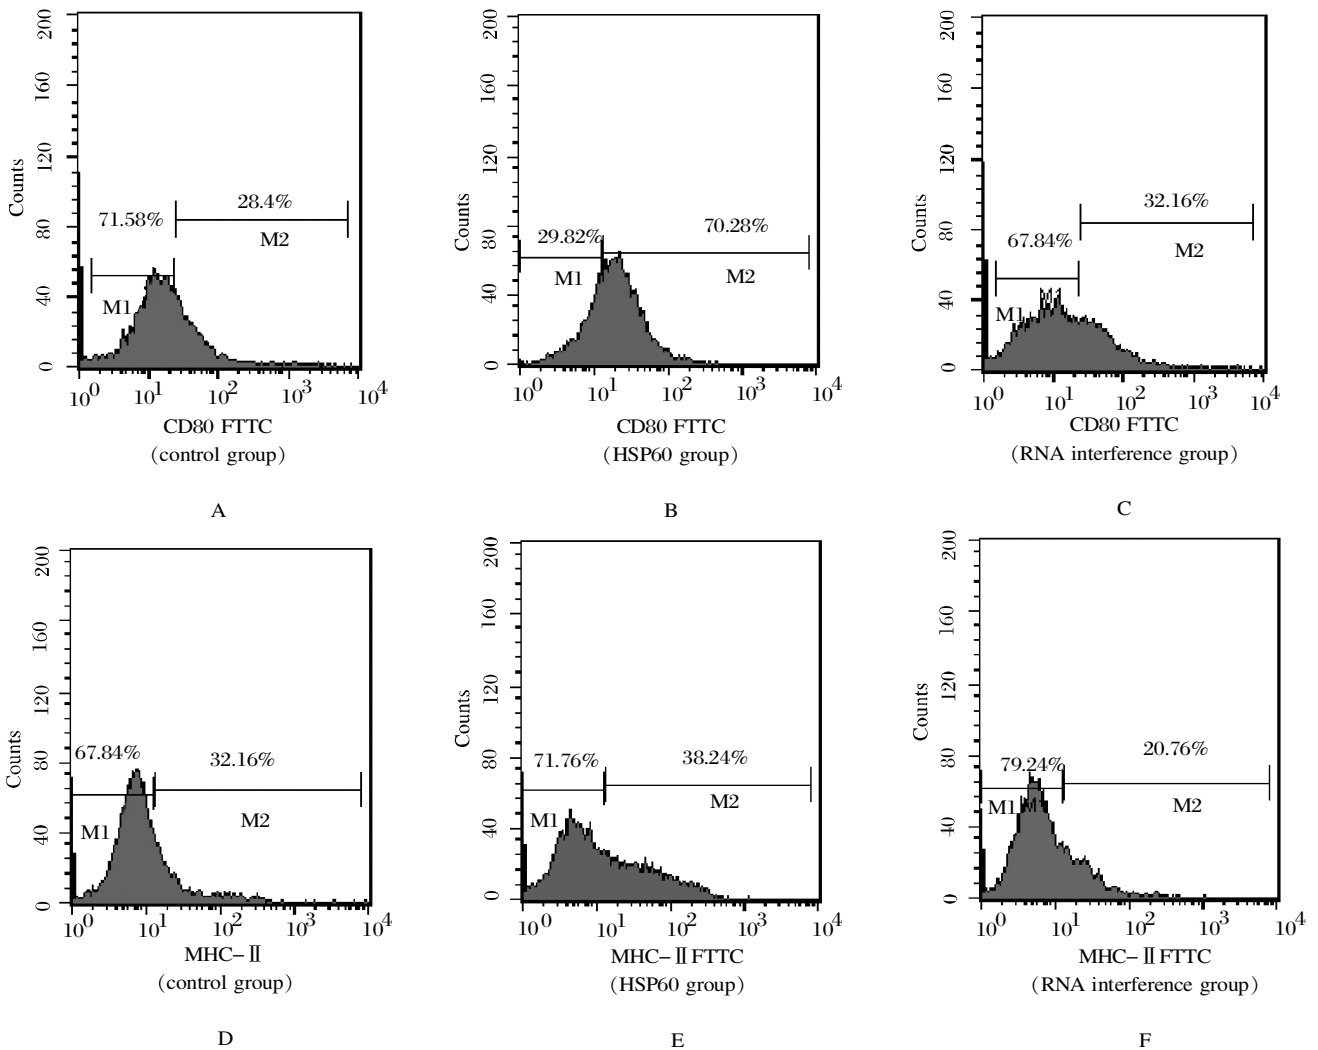 200
160
120
80
40
0
Counts
71.58%
28.4%
M1
M2
10^0 10^1 10^2 10^3 10^4
CD80 FTTC
(control group)
A
200
160
120
80
40
0
Counts
29.82%
70.28%
M1
M2
10^0 10^1 10^2 10^3 10^4
CD80 FTTC
(HSP60 group)
B
200
160
120
80
40
0
Counts
67.84%
32.16%
M1
M2
10^0 10^1 10^2 10^3 10^4
CD80 FTTC
(RNA interference group)
C
200
160
120
80
40
0
Counts
67.84%
32.16%
M1
M2
10^0 10^1 10^2 10^3 10^4
MHC-Ⅱ
(control group)
D
200
160
120
80
40
0
Counts
71.76%
38.24%
M1
M2
10^0 10^1 10^2 10^3 10^4
MHC-Ⅱ FTTC
(HSP60 group)
E
200
160
120
80
40
0
Counts
79.24%
20.76%
M1
M2
10^0 10^1 10^2 10^3 10^4
MHC-Ⅱ FTTC
(RNA interference group)
F